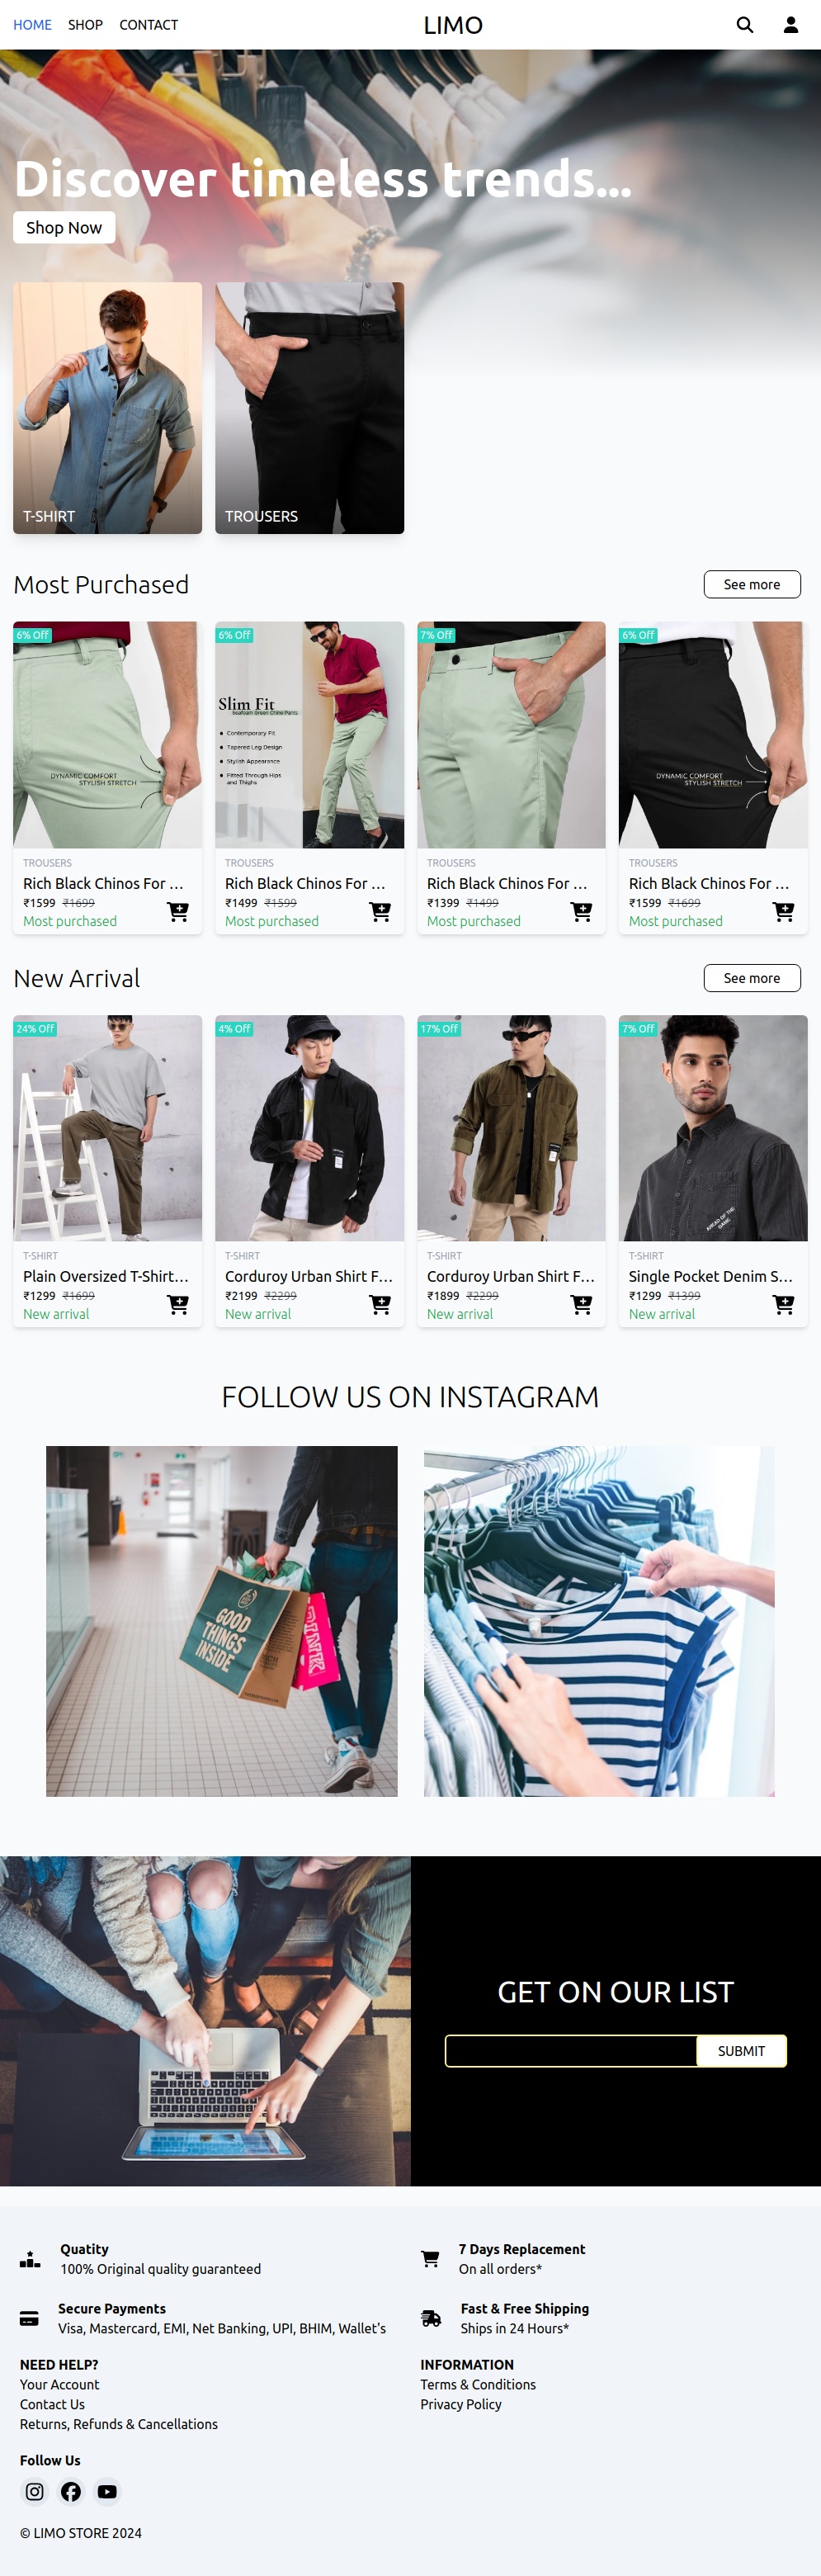 HOME SHOP CONTACT LIMO
Discover timeless trends...
Shop Now
T-SHIRT TROUSERS
Most Purchased See more
6% Off 6% Off 7% Off 6% Off
DYNAMIC COMFORT
STYLISH STRETCH
Slim Fit
Seafoam Green Chino Pants
Contemporary Fit
Tapered Leg Design
Stylish Appearance
Fitted Through Hips
and Thighs
DYNAMIC COMFORT
STYLISH STRETCH
TROUSERS TROUSERS TROUSERS TROUSERS
Rich Black Chinos For ... Rich Black Chinos For ... Rich Black Chinos For ... Rich Black Chinos For ...
₹1599 ₹1699 ₹1499 ₹1599 ₹1399 ₹1499 ₹1599 ₹1699
Most purchased Most purchased Most purchased Most purchased
New Arrival See more
24% Off 4% Off 17% Off 7% Off
AHEAD OF THE
GAME
T-SHIRT T-SHIRT T-SHIRT T-SHIRT
Plain Oversized T-Shirt... Corduroy Urban Shirt F... Corduroy Urban Shirt F... Single Pocket Denim S...
₹1299 ₹1699 ₹2199 ₹2299 ₹1899 ₹2299 ₹1299 ₹1399
New arrival New arrival New arrival New arrival
FOLLOW US ON INSTAGRAM
GOOD
THINGS
INSIDE
PINK
GET ON OUR LIST
SUBMIT
Quatity 7 Days Replacement
100% Original quality guaranteed On all orders*
Secure Payments Fast & Free Shipping
Visa, Mastercard, EMI, Net Banking, UPI, BHIM, Wallet's Ships in 24 Hours*
NEED HELP? INFORMATION
Your Account Terms & Conditions
Contact Us Privacy Policy
Returns, Refunds & Cancellations
Follow Us
© LIMO STORE 2024